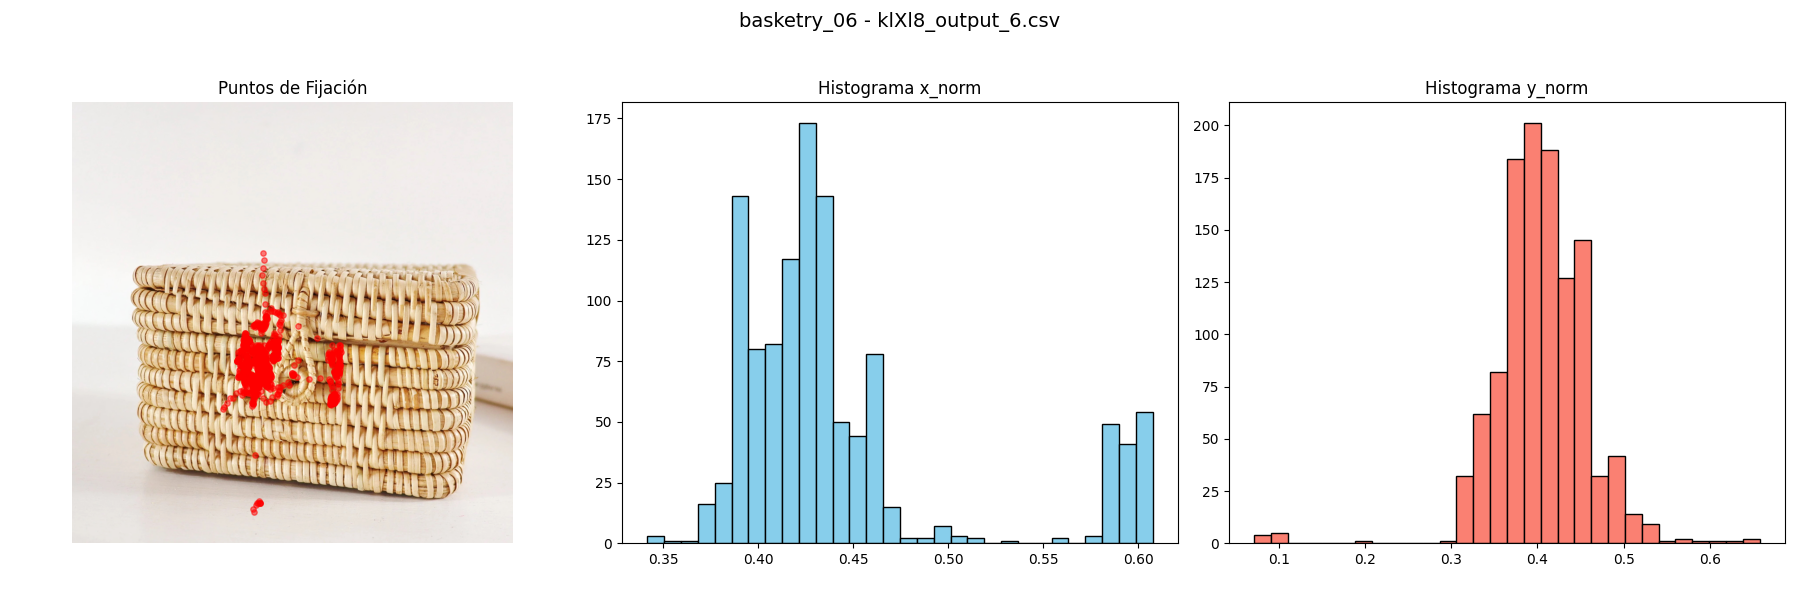 basketry_06 - klXl8_output_6.csv
Puntos de Fijación
Histograma x_norm
Histograma y_norm
175
150
125
100
75
50
25
0
0.35 0.40 0.45 0.50 0.55 0.60
200
175
150
125
100
75
50
25
0
0.1 0.2 0.3 0.4 0.5 0.6